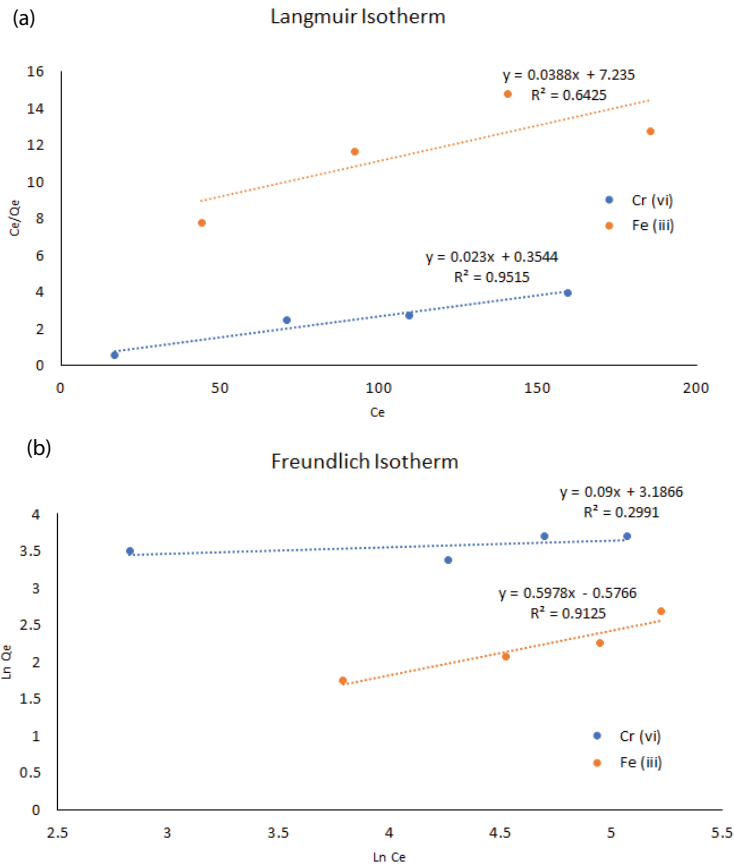 (a)
Langmuir Isotherm
y = 0.0388x + 7.235
R² = 0.6425
16
14
12
10
8
6
4
2
0
Ce/Qe
Cr (vi)
Fe (iii)
y = 0.023x + 0.3544
R² = 0.9515
0 50 100 150 200
Ce
(b)
Freundlich Isotherm
y = 0.09x + 3.1866
R² = 0.2991
4
3.5
3
2.5
2
1.5
1
0.5
0
Ln Qe
y = 0.5978x - 0.5766
R² = 0.9125
Cr (vi)
Fe (iii)
2.5 3 3.5 4 4.5 5 5.5
Ln Ce